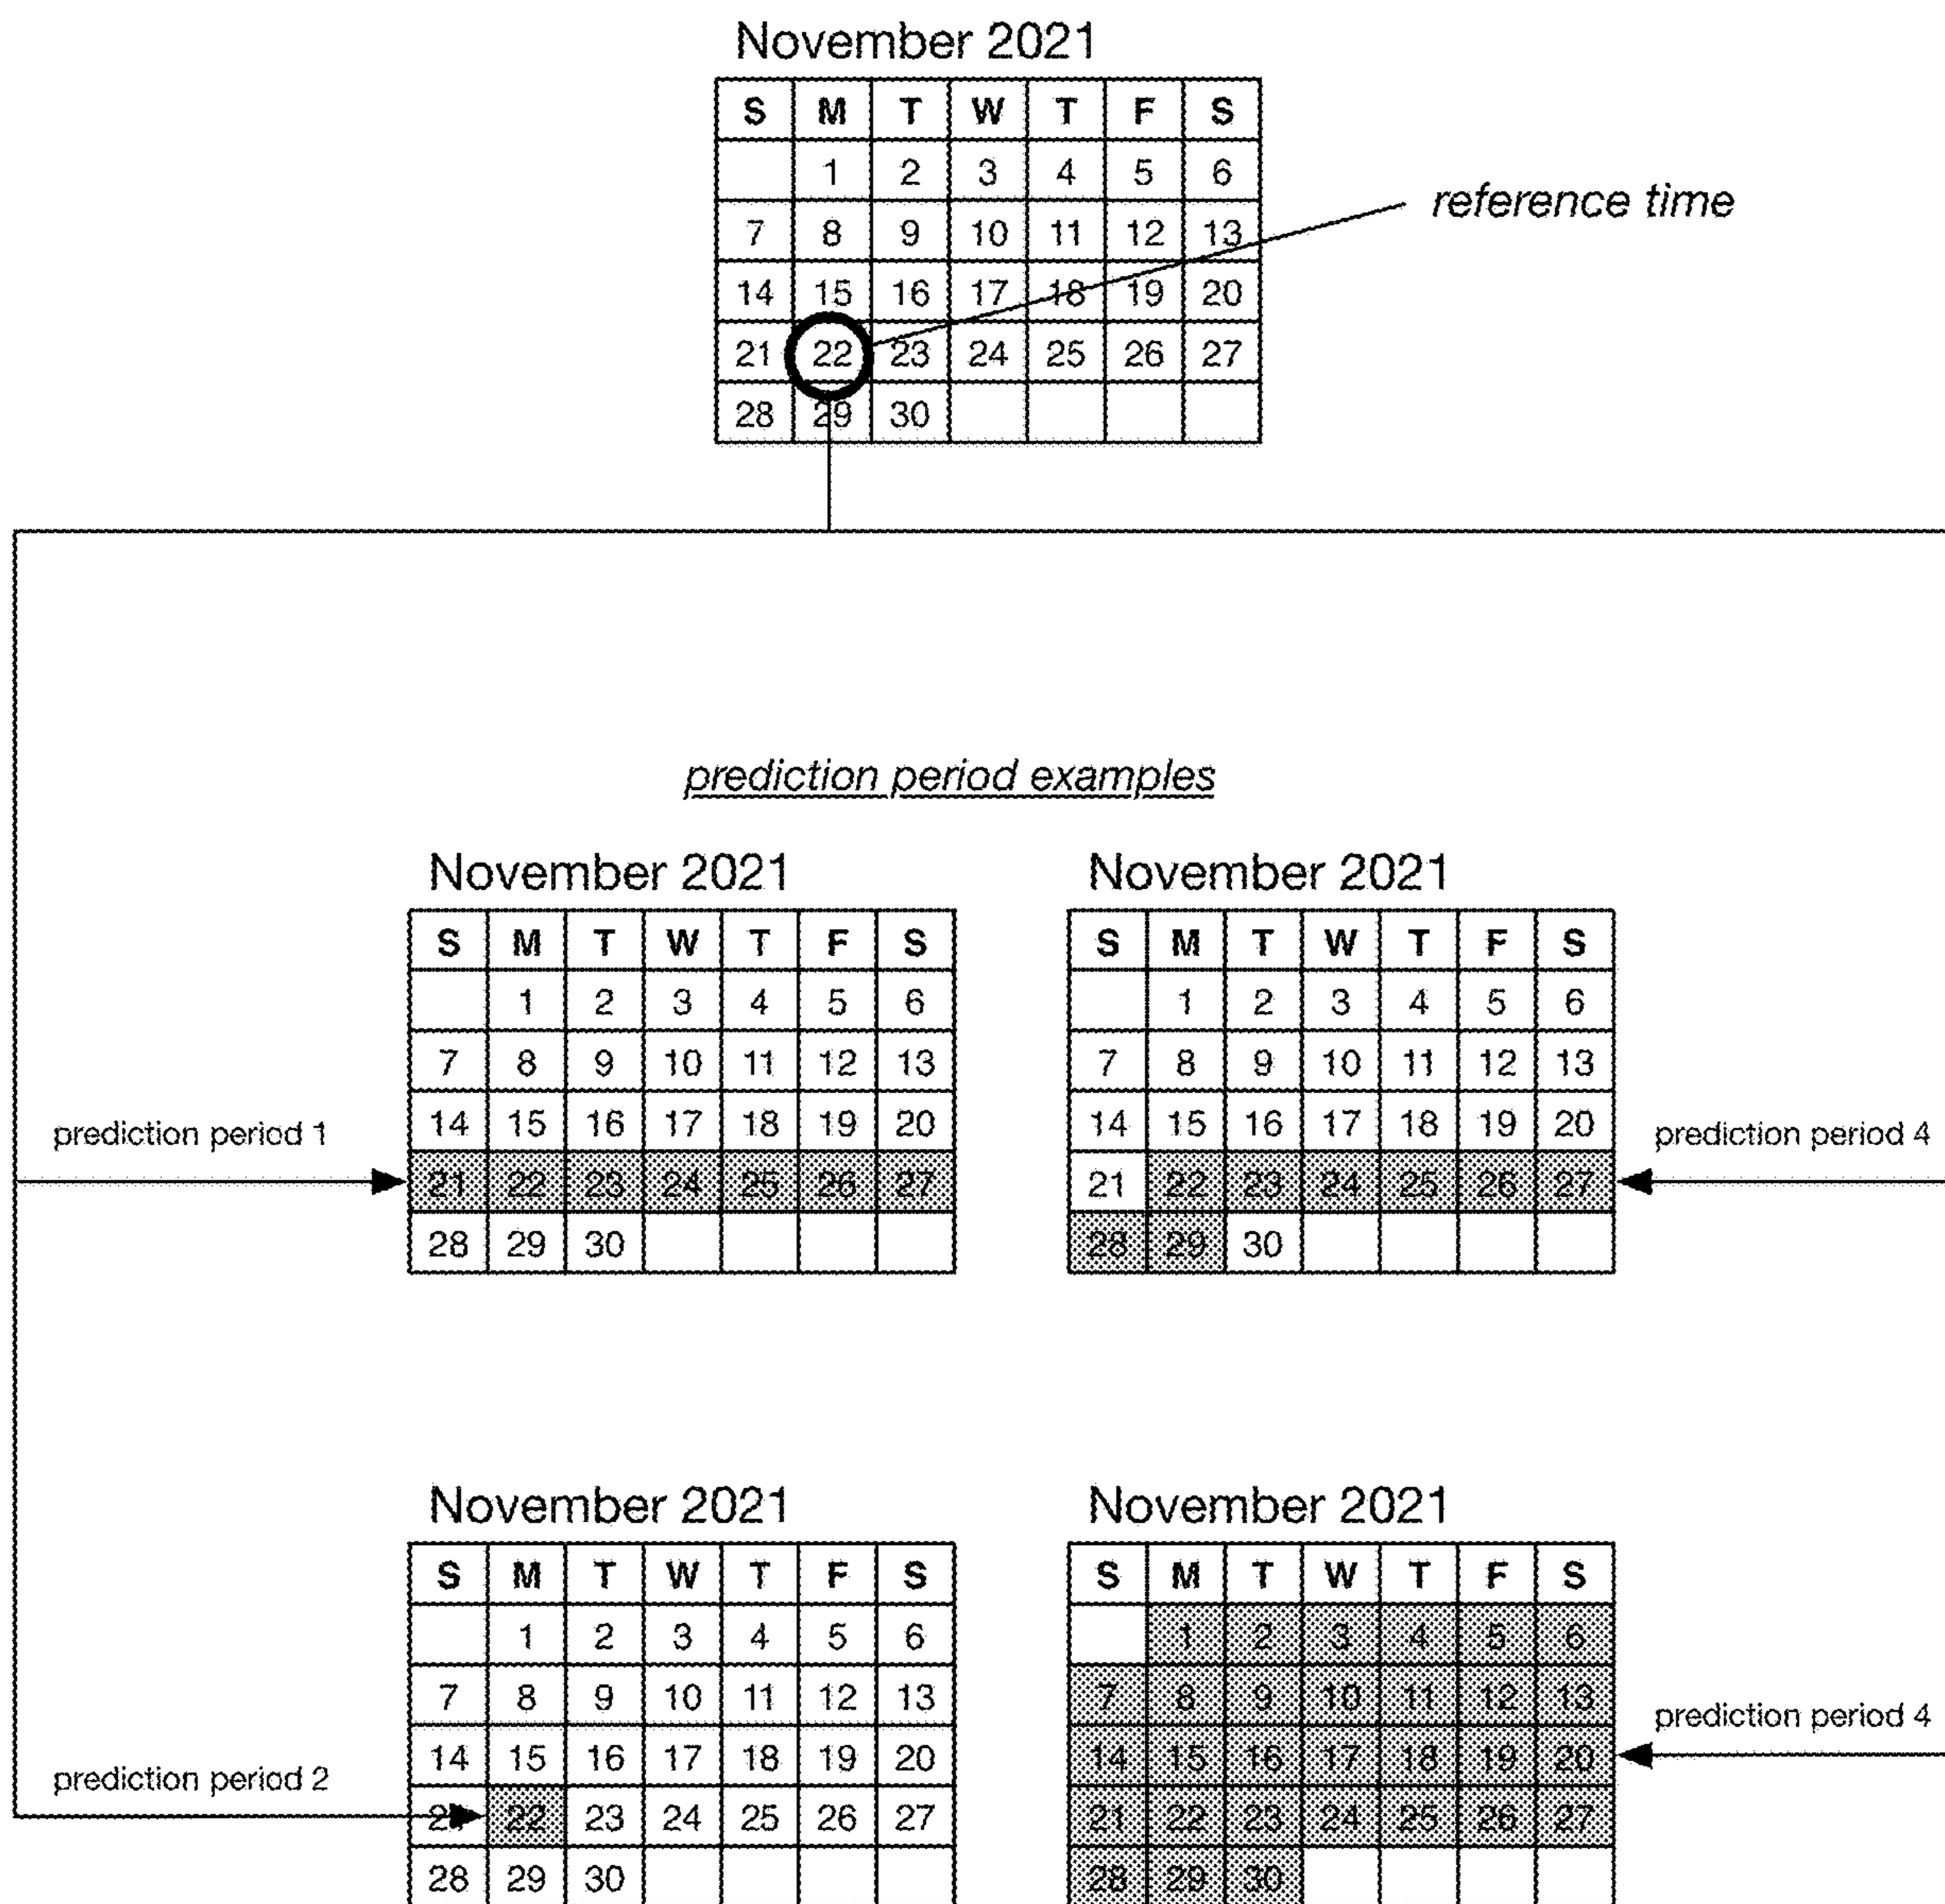 November 2021
S M T W T F S
1 2 3 4 5 6
7 8 9 10 11 12 13
14 15 16 17 18 19 20
21 22 23 24 25 26 27
28 29 30
reference time
prediction period examples
November 2021
S M T W T F S
1 2 3 4 5 6
7 8 9 10 11 12 13
14 15 16 17 18 19 20
21 22 23 24 25 26 27
28 29 30
prediction period 1
November 2021
S M T W T F S
1 2 3 4 5 6
7 8 9 10 11 12 13
14 15 16 17 18 19 20
21 22 23 24 25 26 27
28 29 30
prediction period 4
November 2021
S M T W T F S
1 2 3 4 5 6
7 8 9 10 11 12 13
14 15 16 17 18 19 20
21 22 23 24 25 26 27
28 29 30
prediction period 2
November 2021
S M T W T F S
1 2 3 4 5 6
7 8 9 10 11 12 13
14 15 16 17 18 19 20
21 22 23 24 25 26 27
28 29 30
prediction period 4